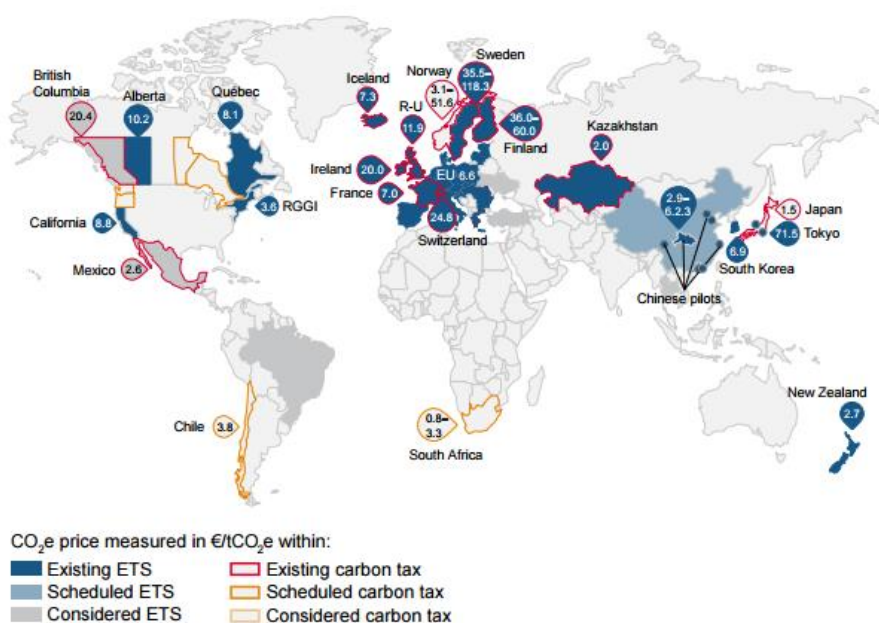 Sweden
35.5–
118.3
Norway
3.1–
51.6
Iceland
7.3
British
Columbia
20.4
Alberta
10.2
Québec
8.1
R-U
11.9
36.0–
60.0
Finland
Kazakhstan
2.0
Ireland
20.0
EU 6.6
France
7.0
24.8
Switzerland
3.6
RGGI
California
8.8
Mexico
2.6
2.9–
6.2.3
1.5
Japan
71.5
Tokyo
6.9
South Korea
Chinese pilots
New Zealand
2.7
Chile
3.8
0.8–
3.3
South Africa
CO₂e price measured in €/tCO₂e within:
Existing ETS
Existing carbon tax
Scheduled ETS
Scheduled carbon tax
Considered ETS
Considered carbon tax